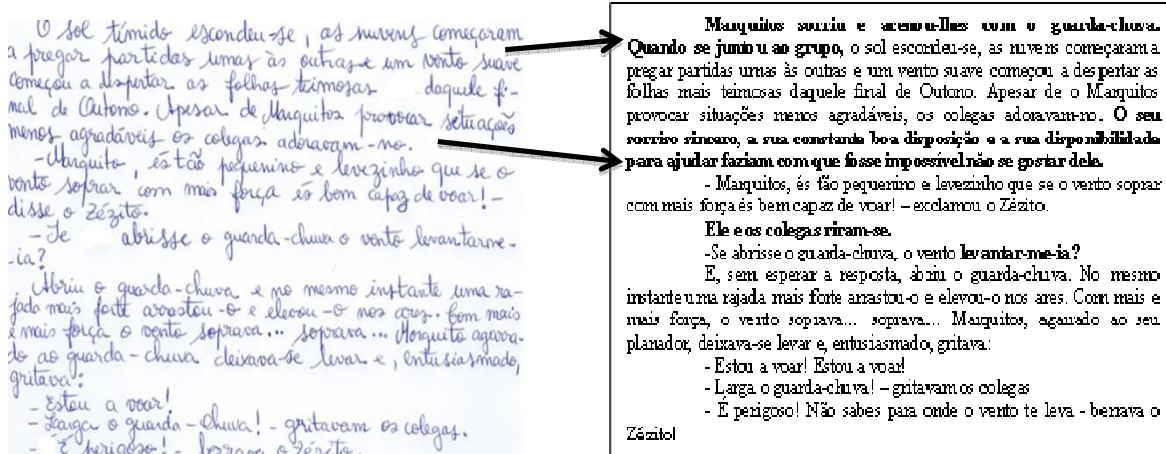 O sol tímido escondeu-se, as nuvens começaram
a pregar partidas umas às outras e um vento suave
começou a despertar as folhas teimosas daquele fi-
nal de Outono. Apesar de Marquitos provocar setuações
menos agradáveis os colegas adoravam-no.
-Marquito, és tão pequenino e levezinho que se o
vento soprar com mais força és bem capaz de voar! -
disse o Zézito.
- Se abrisse o guarda-chuva o vento levantarme-
-ia?
Abriu o guarda-chuva e no mesmo instante uma ra-
jada mais forte arrastou-o e elevou-o nos ares. Com mais
e mais força o vento soprava... soprava... Marquito agarra-
do ao guarda-chuva deixava-se levar e, entusiasmado,
gritava:
- Estou a voar!
- Larga o guarda-chuva! - gritavam os colegas.
- É perigoso! - berrava o Zézito.
Marquitos sorriu e acenou-lhes com o guarda-chuva.
Quando se juntou ao grupo, o sol escondeu-se, as nuvens começaram a
pregar partidas umas às outras e um vento suave começou a despertar as
folhas mais teimosas daquele final de Outono. Apesar de o Marquitos
provocar situações menos agradáveis, os colegas adoravam-no. O seu
sorriso sincero, a sua constante boa disposição e a sua disponibilidade
para ajudar faziam com que fosse impossível não se gostar dele.
- Marquitos, és tão pequenino e levezinho que se o vento soprar
com mais força és bem capaz de voar! – exclamou o Zézito.
Ele e os colegas riram-se.
-Se abrisse o guarda-chuva, o vento levantar-me-ia?
E, sem esperar a resposta, abriu o guarda-chuva. No mesmo
instante uma rajada mais forte arrastou-o e elevou-o nos ares. Com mais e
mais força, o vento soprava... soprava... Marquitos, agarrado ao seu
planador, deixava-se levar e, entusiasmado, gritava:
- Estou a voar! Estou a voar!
- Larga o guarda-chuva! – gritavam os colegas
- É perigoso! Não sabes para onde o vento te leva - berrava o
Zézito!